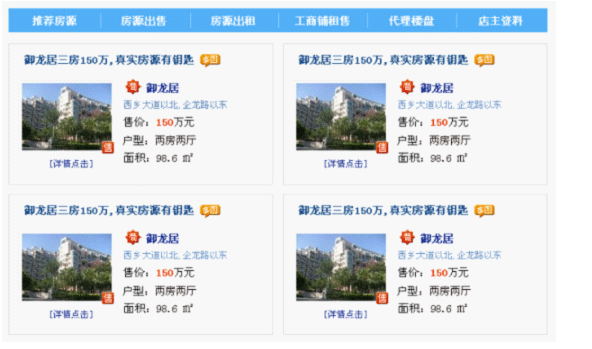 推荐房源 房源出售 房源出租 工商铺租售 代理楼盘 店主资料
御龙居三房150万,真实房源有钥匙 多图
御龙居
西乡大道以北, 企龙路以东
售价：150万元
户型：两房两厅
面积：98.6 ㎡
售
[详情点击]
御龙居三房150万,真实房源有钥匙 多图
御龙居
西乡大道以北, 企龙路以东
售价：150万元
户型：两房两厅
面积：98.6 ㎡
售
[详情点击]
御龙居三房150万,真实房源有钥匙 多图
御龙居
西乡大道以北, 企龙路以东
售价：150万元
户型：两房两厅
面积：98.6 ㎡
售
[详情点击]
御龙居三房150万,真实房源有钥匙 多图
御龙居
西乡大道以北, 企龙路以东
售价：150万元
户型：两房两厅
面积：98.6 ㎡
售
[详情点击]